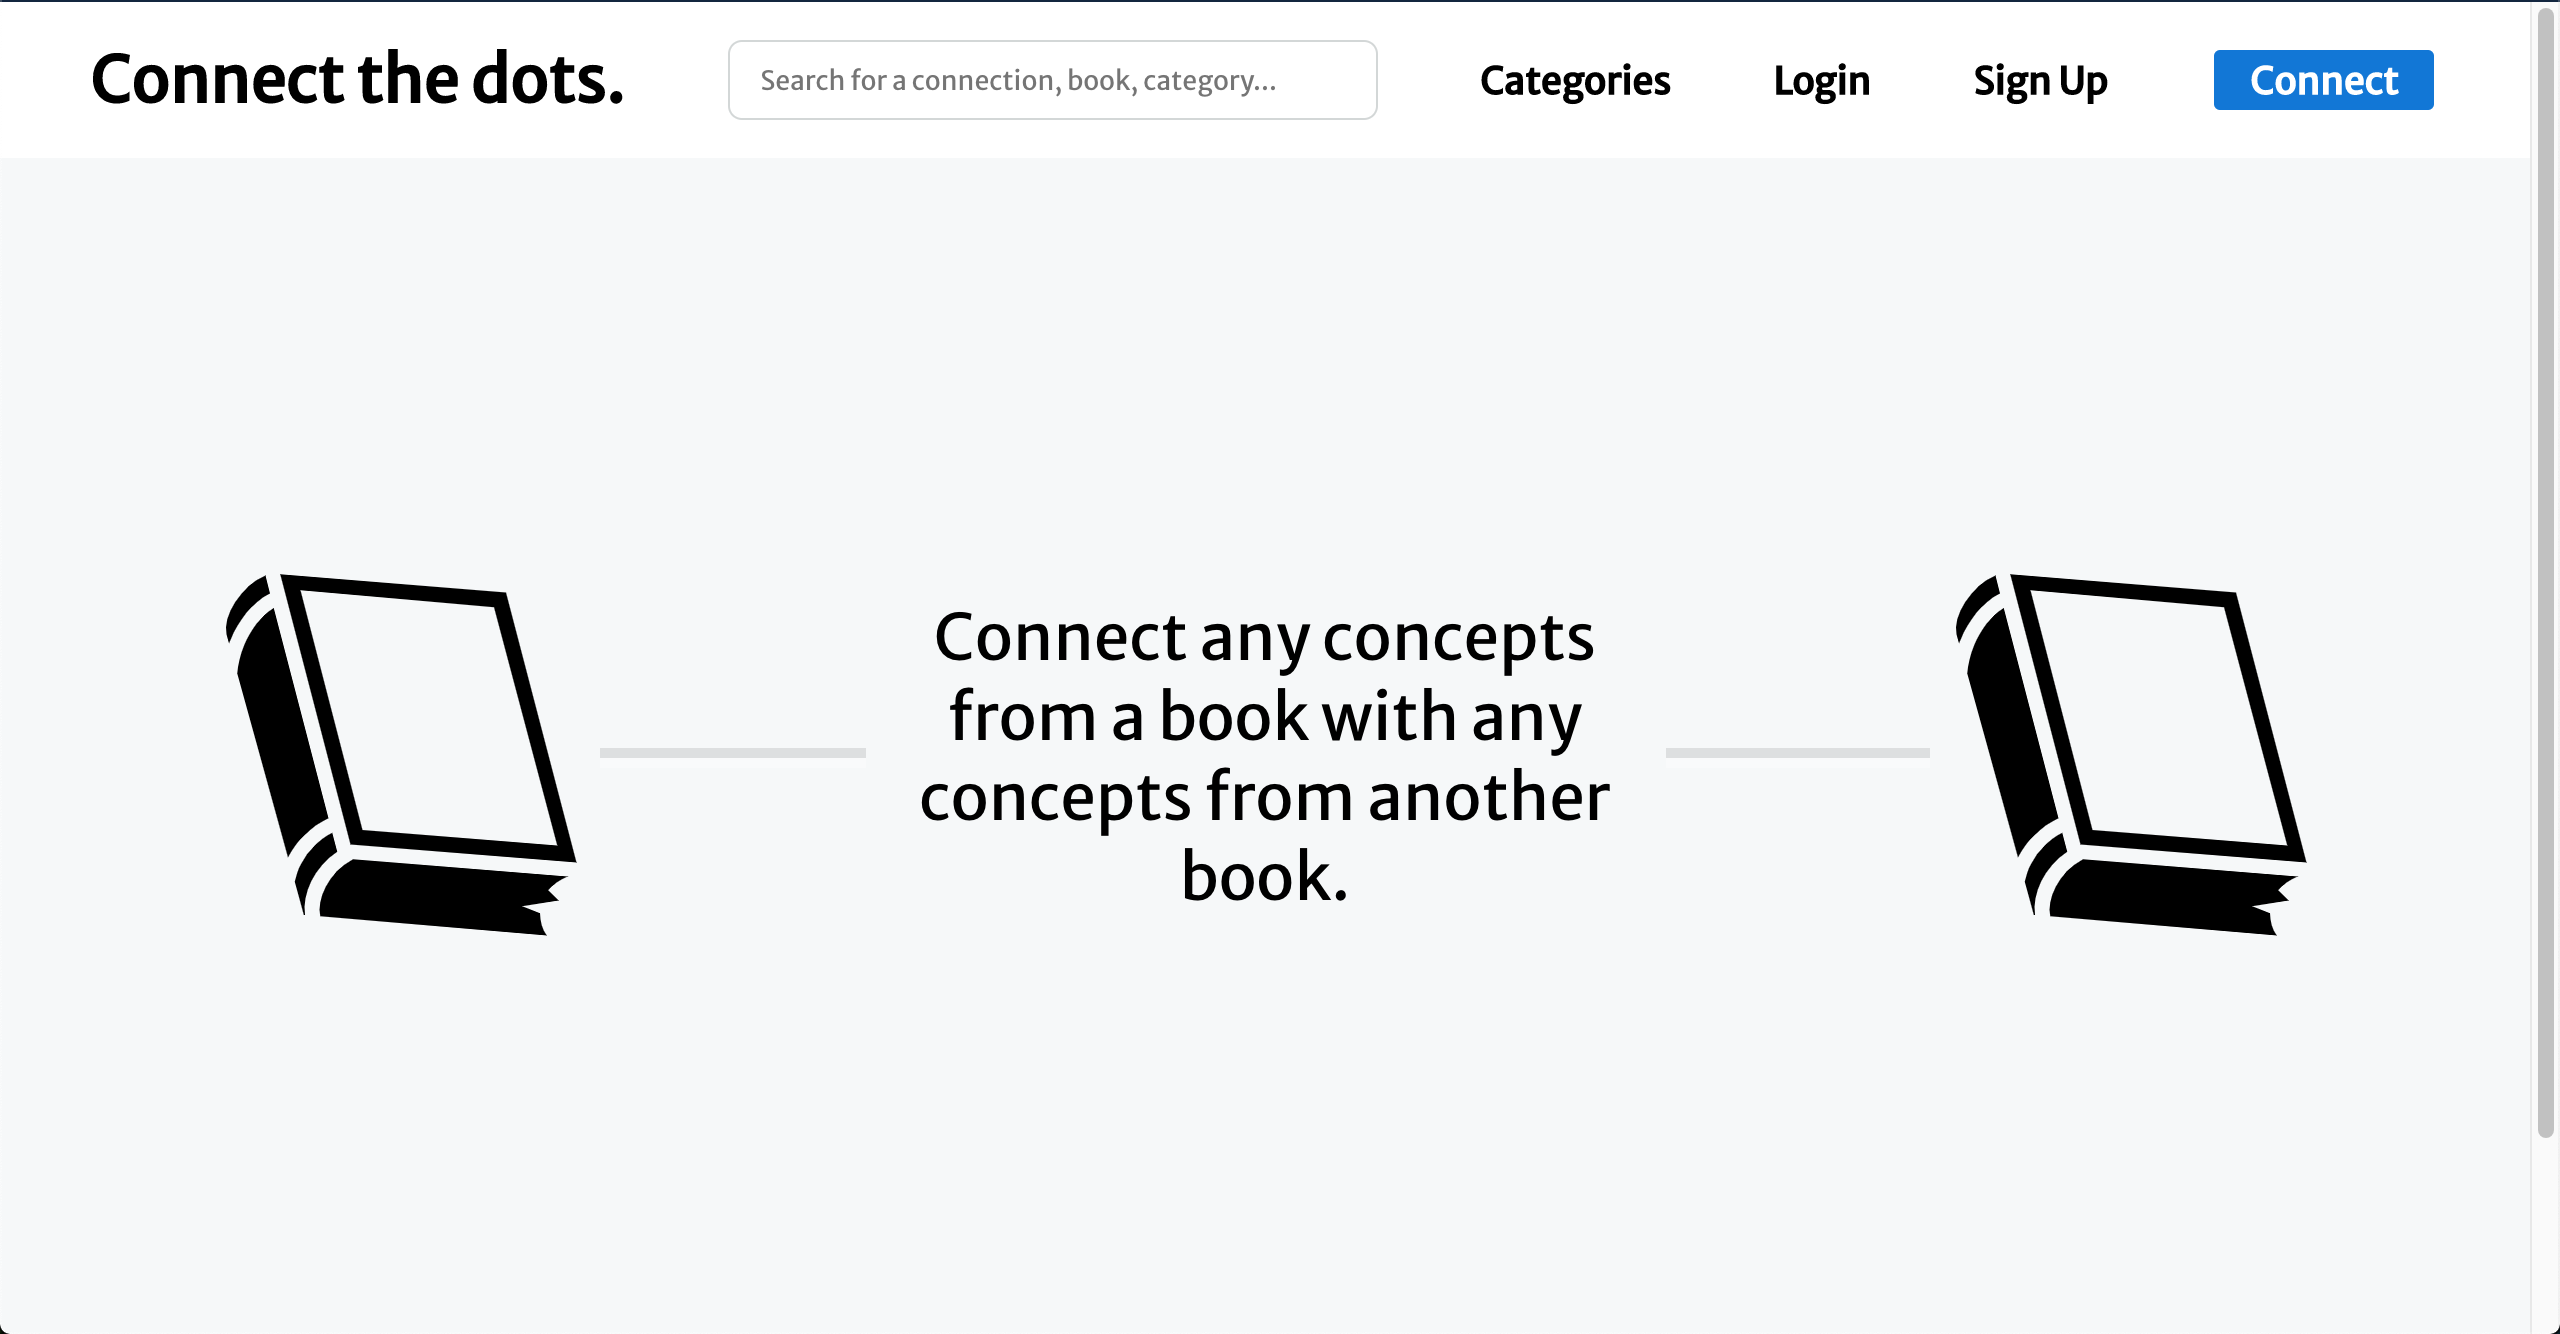 Connect the dots.
Search for a connection, book, category...
Categories
Login
Sign Up
Connect
Connect any concepts
from a book with any
concepts from another
book.